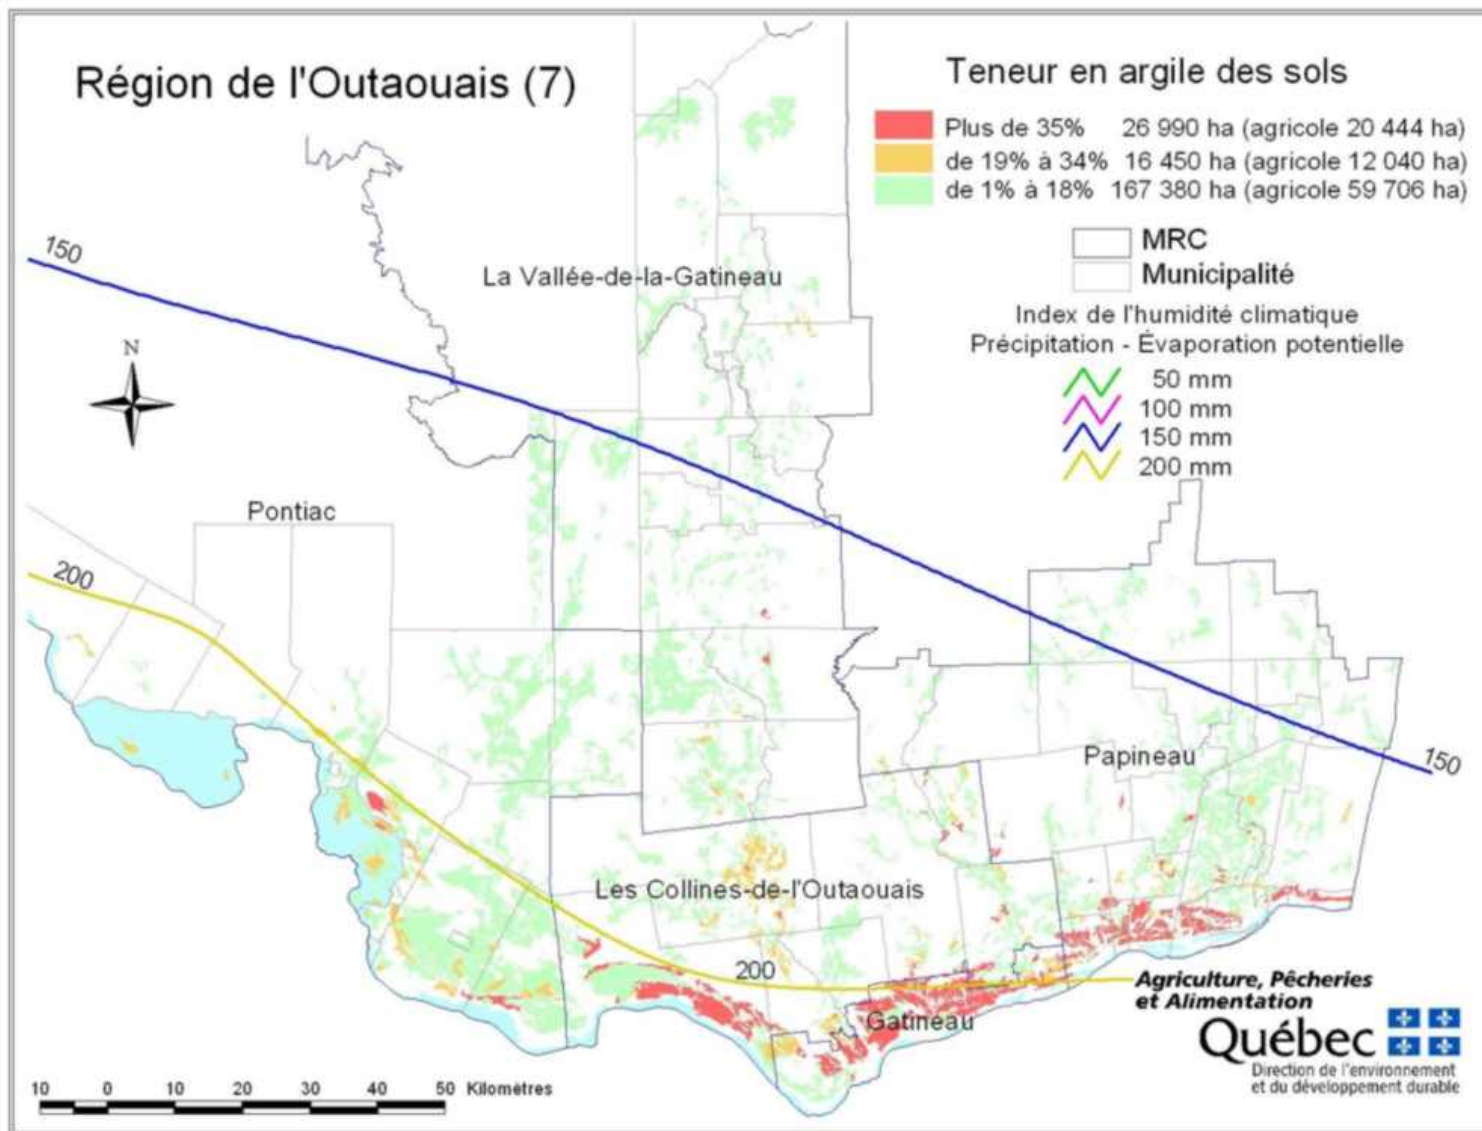 Région de l'Outaouais (7)
Teneur en argile des sols
Plus de 35% 26 990 ha (agricole 20 444 ha)
de 19% à 34% 16 450 ha (agricole 12 040 ha)
de 1% à 18% 167 380 ha (agricole 59 706 ha)
MRC
Municipalité
Index de l'humidité climatique
Précipitation - Évaporation potentielle
50 mm
100 mm
150 mm
200 mm
150
La Vallée-de-la-Gatineau
N
Pontiac
200
Papineau
150
Les Collines-de-l'Outaouais
200
Gatineau
Agriculture, Pêcheries
et Alimentation
Québec
Direction de l'environnement
et du développement durable
10 0 10 20 30 40 50 Kilomètres